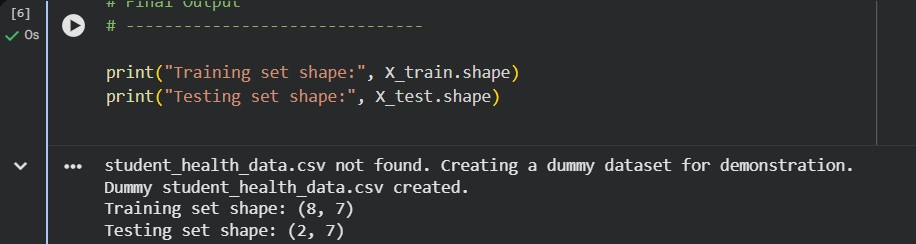 [6]
0s
# Final Output
# ------------------------------
print("Training set shape:", X_train.shape)
print("Testing set shape:", X_test.shape)
student_health_data.csv not found. Creating a dummy dataset for demonstration.
Dummy student_health_data.csv created.
Training set shape: (8, 7)
Testing set shape: (2, 7)